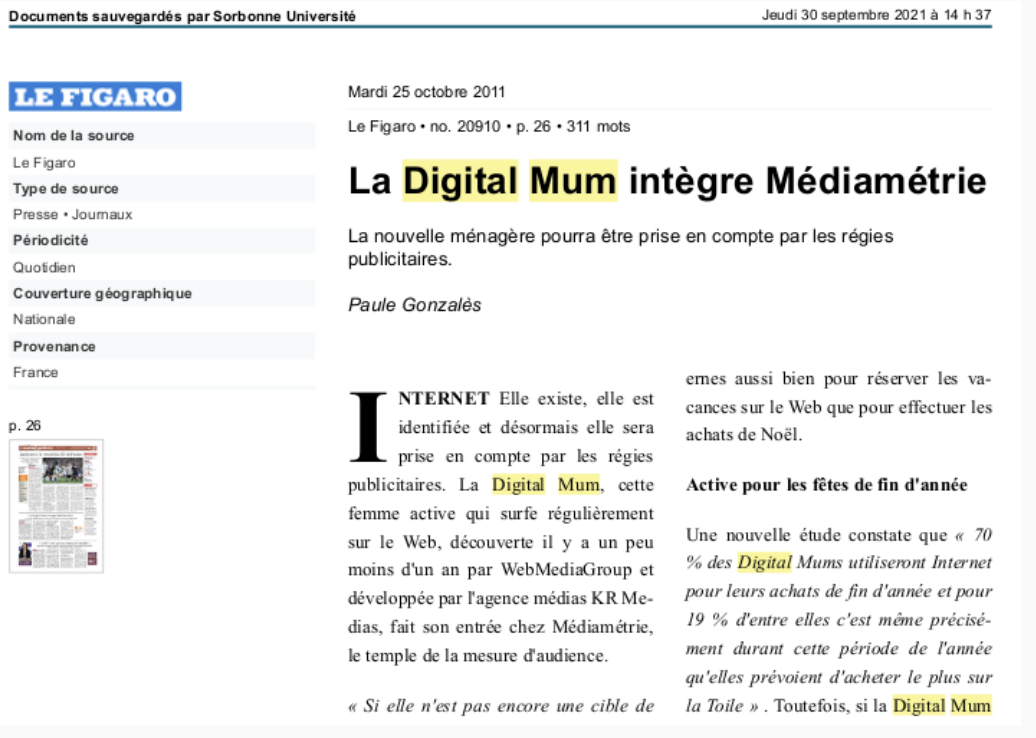 Documents sauvegardés par Sorbonne Université
Jeudi 30 septembre 2021 à 14 h 37
LE FIGARO
Nom de la source
Le Figaro
Type de source
Presse • Journaux
Périodicité
Quotidien
Couverture géographique
Nationale
Provenance
France
p. 26
Mardi 25 octobre 2011
Le Figaro • no. 20910 • p. 26 • 311 mots
La Digital Mum intègre Médiamétrie
La nouvelle ménagère pourra être prise en compte par les régies
publicitaires.
Paule Gonzalès
INTERNET Elle existe, elle est
identifiée et désormais elle sera
prise en compte par les régies
publicitaires. La Digital Mum, cette
femme active qui surfe régulièrement
sur le Web, découverte il y a un peu
moins d'un an par WebMediaGroup et
développée par l'agence médias KR Me-
dias, fait son entrée chez Médiamétrie,
le temple de la mesure d'audience.
« Si elle n'est pas encore une cible de
ernes aussi bien pour réserver les va-
cances sur le Web que pour effectuer les
achats de Noël.
Active pour les fêtes de fin d'année
Une nouvelle étude constate que « 70
% des Digital Mums utiliseront Internet
pour leurs achats de fin d'année et pour
19 % d'entre elles c'est même précisé-
ment durant cette période de l'année
qu'elles prévoient d'acheter le plus sur
la Toile » . Toutefois, si la Digital Mum